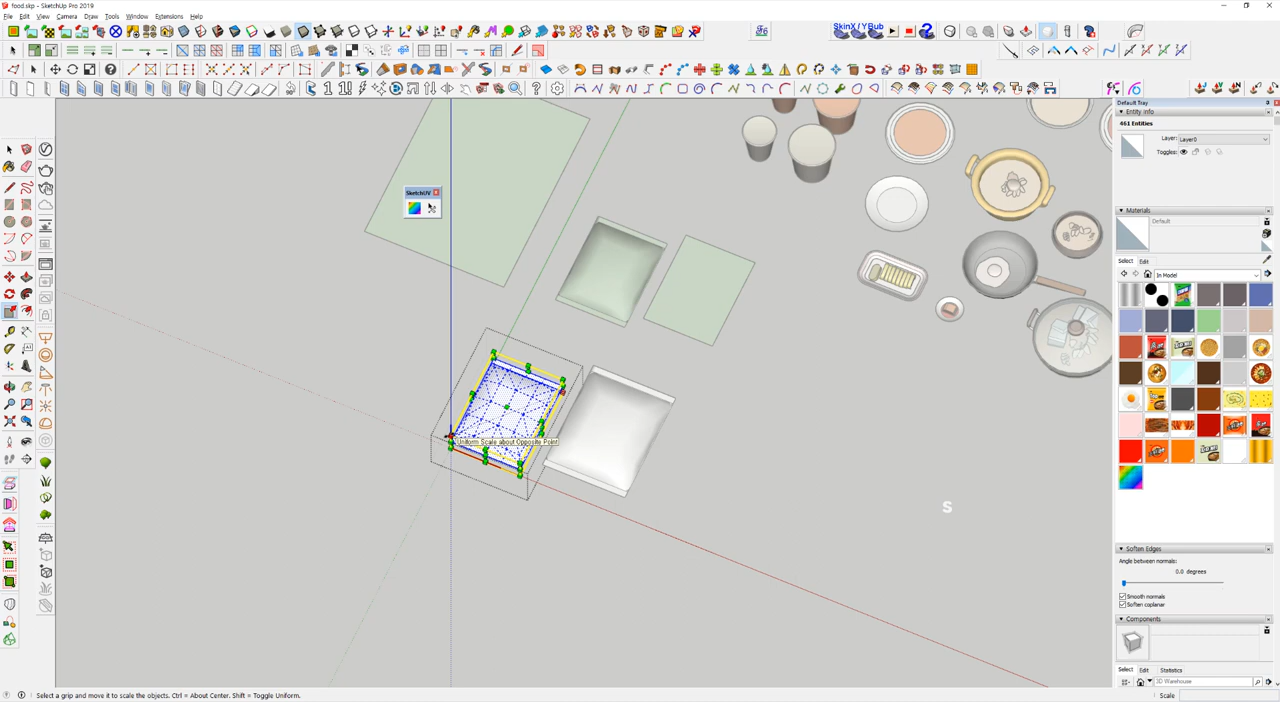 food.skp - SketchUp Pro 2019
File Edit View Camera Draw Tools Window Extensions Help
SkinX/YBub
SketchUV
Uniform Scale about Opposite Point
S
Default Tray
Entity Info
461 Entities
Layer: Layer0
Toggles:
Materials
Default
Select Edit
In Model
Soften Edges
Angle between normals:
0.0 degrees
Smooth normals
Soften coplanar
Components
Select Edit Statistics
3D Warehouse
Select a grip and move it to scale the objects. Ctrl = About Center. Shift = Toggle Uniform.
Scale